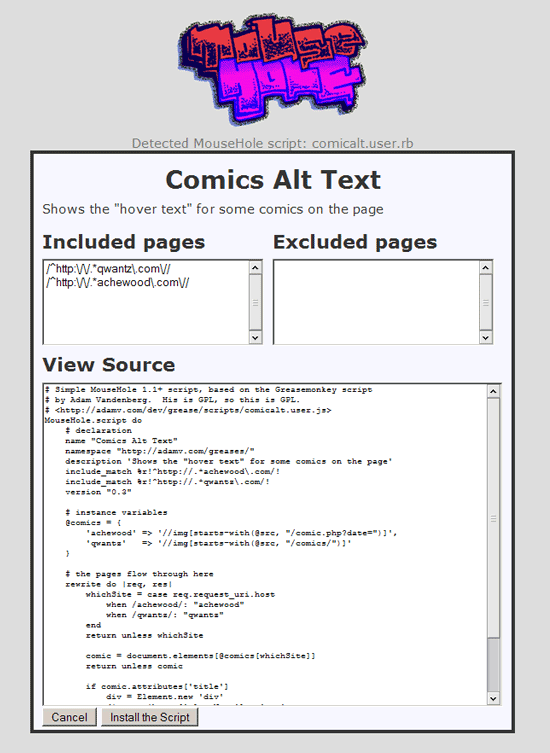 MOUSE
HOLE
Detected MouseHole script: comicalt.user.rb
Comics Alt Text
Shows the "hover text" for some comics on the page
Included pages
Excluded pages
/^http:\/\/.*qwantz\.com\//
/^http:\/\/.*achewood\.com\//
View Source
# Simple MouseHole 1.1+ script, based on the Greasemonkey script
# by Adam Vandenberg.  His is GPL, so this is GPL.
# <http://adamv.com/dev/grease/scripts/comicalt.user.js>
MouseHole.script do
    # declaration
    name "Comics Alt Text"
    namespace "http://adamv.com/greases/"
    description 'Shows the "hover text" for some comics on the page'
    include_match %r!^http://.*achewood\.com/!
    include_match %r!^http://.*qwantz\.com/!
    version "0.3"
    # instance variables
    @comics = {
        'achewood' => '//img[starts-with(@src, "/comic.php?date=")]',
        'qwantz'   => '//img[starts-with(@src, "/comics/")]'
    }
    # the pages flow through here
    rewrite do |req, res|
        whichSite = case req.request_uri.host
            when /achewood/: "achewood"
            when /qwantz/: "qwantz"
        end
        return unless whichSite
        comic = document.elements[@comics[whichSite]]
        return unless comic
        if comic.attributes['title']
            div = Element.new 'div'
Cancel
Install the Script